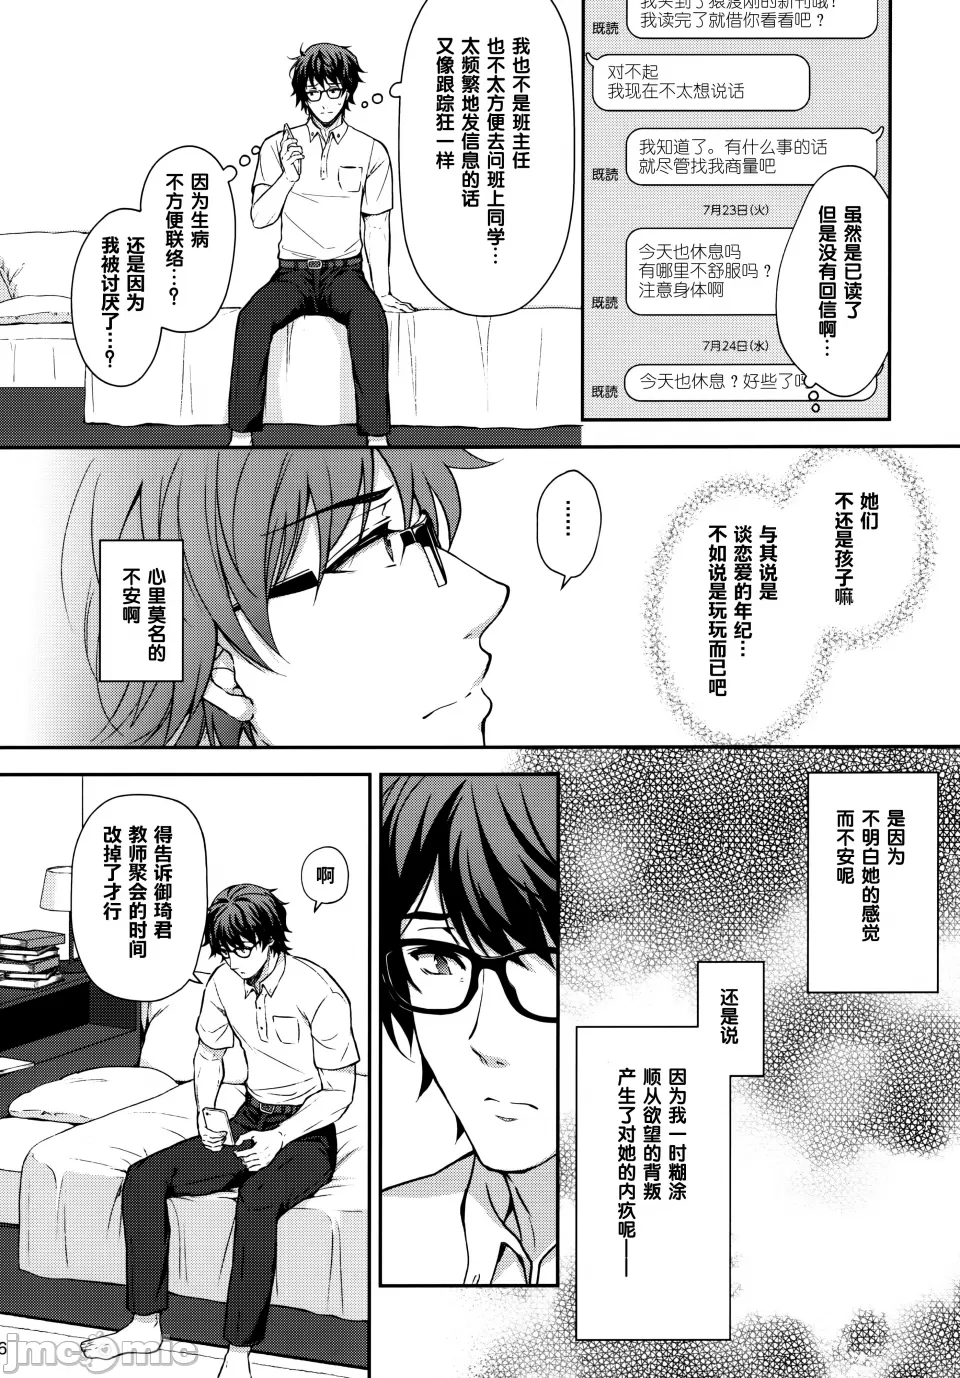 我买到了猿渡刚的新刊哦！
我读完了就借你看看吧？
既読
对不起
我现在不太想说话
我知道了。有什么事的话
就尽管找我商量吧
既読
7月23日(火)
今天也休息吗
有哪里不舒服吗？
注意身体啊
既読
7月24日(水)
今天也休息？好些了吗
既読
虽然是已读了
但是没有回信啊…
我也不是班主任
也不太方便去问班上同学…
太频繁地发信息的话
又像跟踪狂一样
因为生病
不方便联络…？
还是因为
我被讨厌了…？
她们
不还是孩子嘛
与其说是
谈恋爱的年纪…
不如说是玩玩而已吧
……
心里莫名的
不安啊
是因为
不明白她的感觉
而不安呢
还是说
因为我一时糊涂
顺从欲望的背叛
产生了对她的内疚呢——
啊
得告诉御琦君
教师聚会的时间
改掉了才行
6
jmcomic